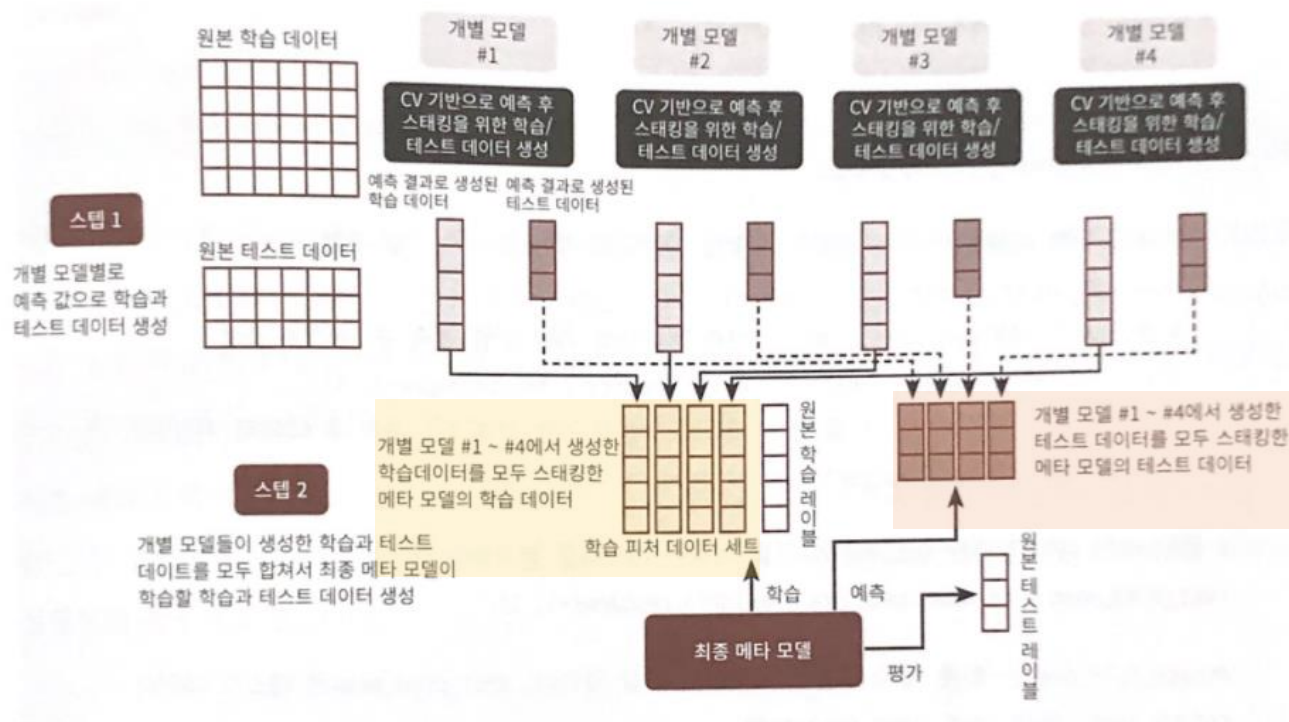 원본 학습 데이터
개별 모델
#1
개별 모델
#2
개별 모델
#3
개별 모델
#4
CV 기반으로 예측 후
스태킹을 위한 학습/
테스트 데이터 생성
CV 기반으로 예측 후
스태킹을 위한 학습/
테스트 데이터 생성
CV 기반으로 예측 후
스태킹을 위한 학습/
테스트 데이터 생성
CV 기반으로 예측 후
스태킹을 위한 학습/
테스트 데이터 생성
예측 결과로 생성된
학습 데이터
예측 결과로 생성된
테스트 데이터
스텝 1
개별 모델별로
예측 값으로 학습과
테스트 데이터 생성
원본 테스트 데이터
개별 모델 #1 ~ #4에서 생성한
학습데이터를 모두 스태킹한
메타 모델의 학습 데이터
원본 학습 레이블
학습 피처 데이터 세트
개별 모델 #1 ~ #4에서 생성한
테스트 데이터를 모두 스태킹한
메타 모델의 테스트 데이터
스텝 2
개별 모델들이 생성한 학습과 테스트
데이트를 모두 합쳐서 최종 메타 모델이
학습할 학습과 테스트 데이터 생성
학습
예측
최종 메타 모델
평가
원본 테스트 레이블